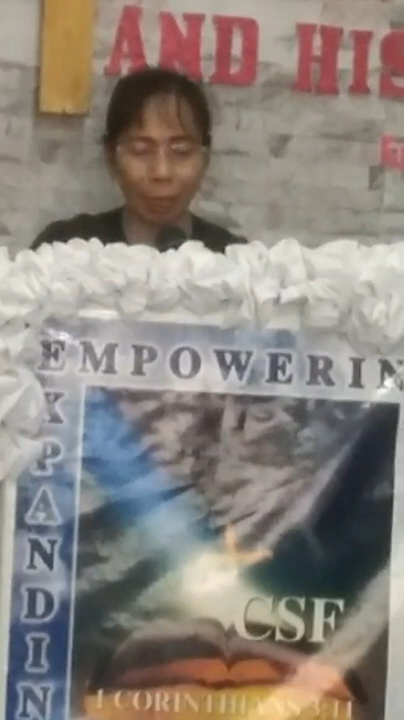 AND HIS
EMPOWERIN
EXPANDIN
CSF
1 CORINTHIANS 3:11